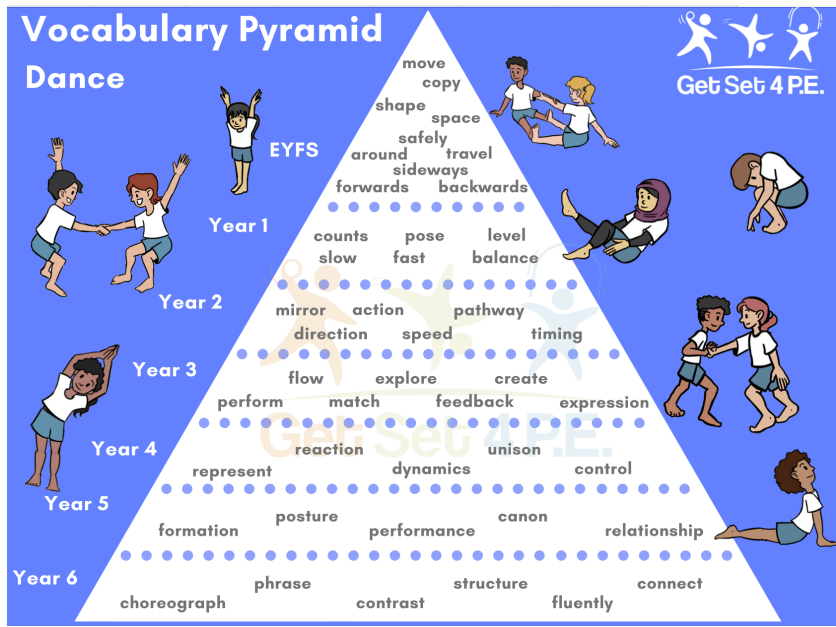 Vocabulary Pyramid
Dance
Get Set 4 P.E.
move
copy
shape
space
safely
EYFS
around travel
sideways
forwards backwards
Year 1
counts pose level
slow fast balance
Year 2
mirror action pathway
direction speed timing
Year 3
flow explore create
perform match feedback expression
Get Set 4 P.E.
Year 4
reaction unison
represent dynamics control
Year 5
posture canon
formation performance relationship
Year 6
phrase structure connect
choreograph contrast fluently